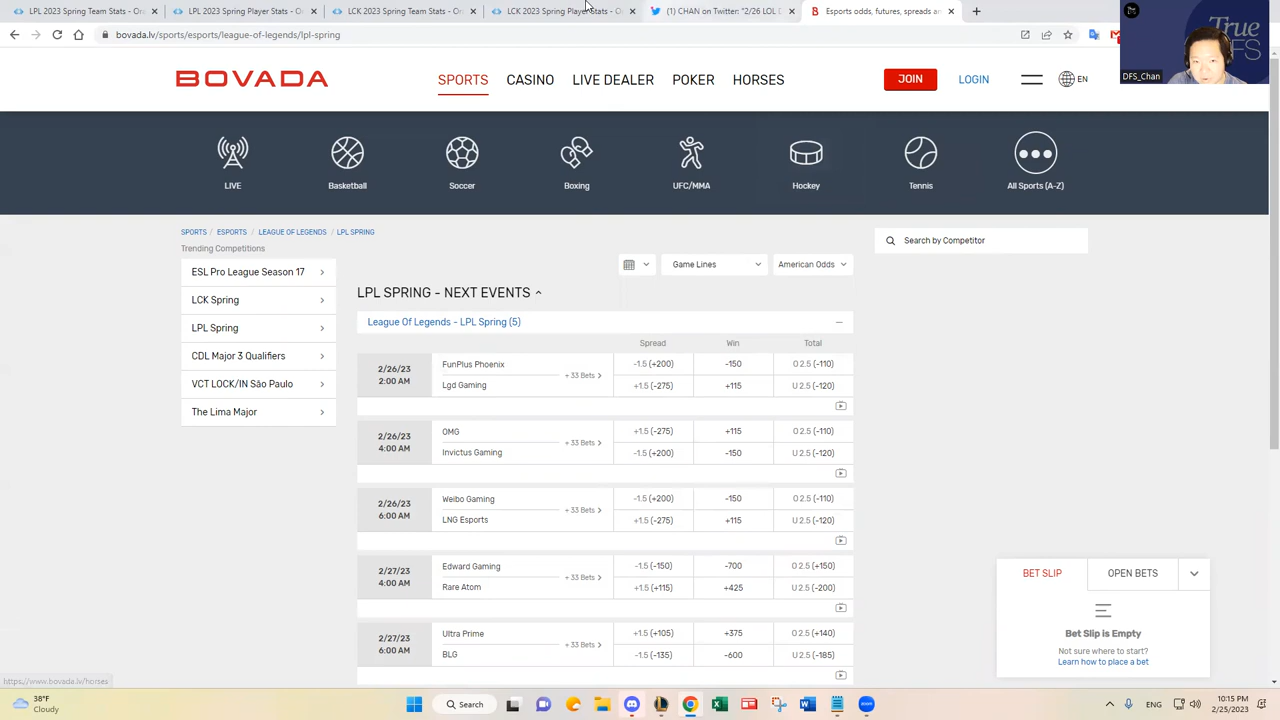 LPL 2023 Spring Team Stats - O
LPL 2023 Spring Player Stats - O
LCK 2023 Spring Team Stats - O
LCK 2023 Spring Player Stats - O
(1) CHAN on Twitter: "2/26 LOL D
Esports odds, futures, spreads a
bovada.lv/sports/esports/league-of-legends/lpl-spring
True
DFS
DFS_Chan
BOVADA
SPORTS
CASINO
LIVE DEALER
POKER
HORSES
JOIN
LOGIN
EN
LIVE
Basketball
Soccer
Boxing
UFC/MMA
Hockey
Tennis
All Sports (A-Z)
SPORTS / ESPORTS / LEAGUE OF LEGENDS / LPL SPRING
Trending Competitions
ESL Pro League Season 17
LCK Spring
LPL Spring
CDL Major 3 Qualifiers
VCT LOCK/IN São Paulo
The Lima Major
Search by Competitor
Game Lines
American Odds
LPL SPRING - NEXT EVENTS
League Of Legends - LPL Spring (5)
Spread Win Total
2/26/23
2:00 AM
FunPlus Phoenix -1.5 (+200) -150 O 2.5 (-110)
+ 33 Bets
Lgd Gaming +1.5 (-275) +115 U 2.5 (-120)
2/26/23
4:00 AM
OMG +1.5 (-275) +115 O 2.5 (-110)
+ 33 Bets
Invictus Gaming -1.5 (+200) -150 U 2.5 (-120)
2/26/23
6:00 AM
Weibo Gaming -1.5 (+200) -150 O 2.5 (-110)
+ 33 Bets
LNG Esports +1.5 (-275) +115 U 2.5 (-120)
2/27/23
4:00 AM
Edward Gaming -1.5 (-150) -700 O 2.5 (+150)
+ 33 Bets
Rare Atom +1.5 (+115) +425 U 2.5 (-200)
2/27/23
6:00 AM
Ultra Prime +1.5 (+105) +375 O 2.5 (+140)
+ 33 Bets
BLG -1.5 (-135) -600 U 2.5 (-185)
BET SLIP
OPEN BETS
Bet Slip is Empty
Not sure where to start?
Learn how to place a bet
https://www.bovada.lv/horses
38°F
Cloudy
Search
ENG
10:15 PM
2/25/2023